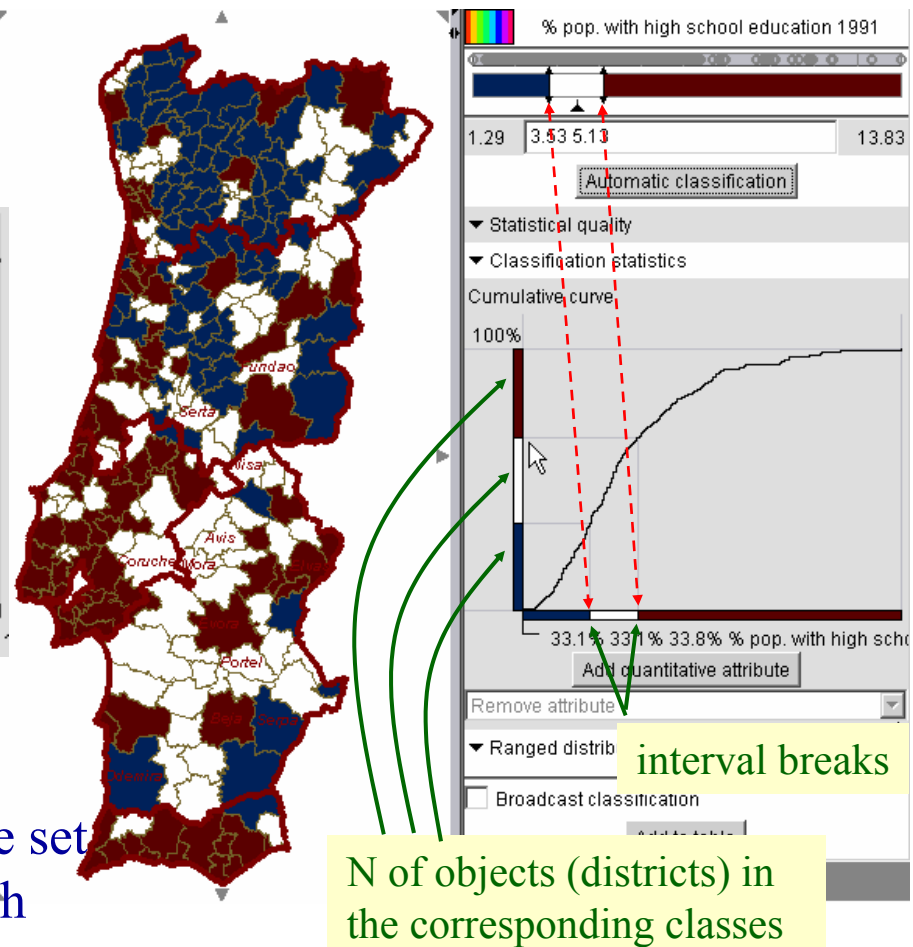 % pop. with high school education 1991
1.29 3.53 5.13 13.83
Automatic classification
Statistical quality
Classification statistics
Cumulative curve
100%
33.1% 33.1% 33.8% % pop. with high scho
Add quantitative attribute
Remove attribute
Ranged distrib
interval breaks
Broadcast classification
Add to table
N of objects (districts) in
the corresponding classes
Fundao
Serta
Nisa
Avis
Coruche Mora
Elvas
Evora
Portel
Beja Serpa
Odemira
e set
h